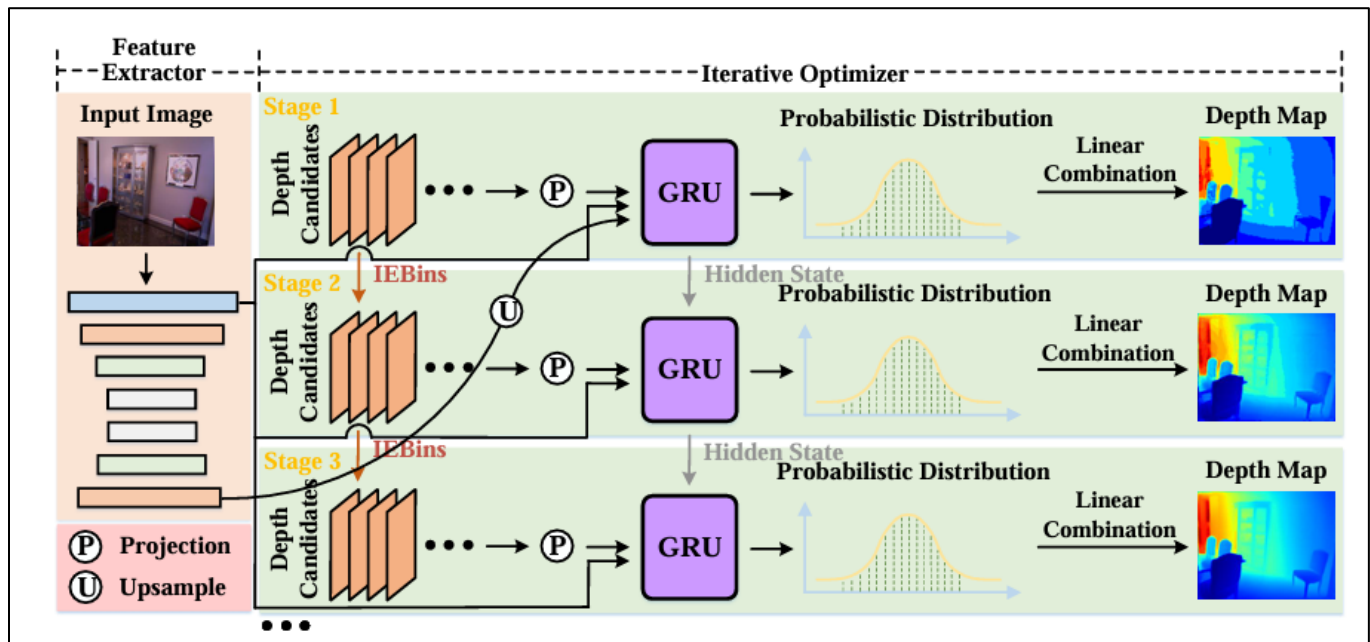 Feature
Extractor
Iterative Optimizer
Input Image
P Projection
U Upsample
Stage 1
Depth
Candidates
P
GRU
Probabilistic Distribution
Linear
Combination
Depth Map
IEBins
Hidden State
U
Stage 2
Depth
Candidates
P
GRU
Probabilistic Distribution
Linear
Combination
Depth Map
IEBins
Hidden State
Stage 3
Depth
Candidates
P
GRU
Probabilistic Distribution
Linear
Combination
Depth Map